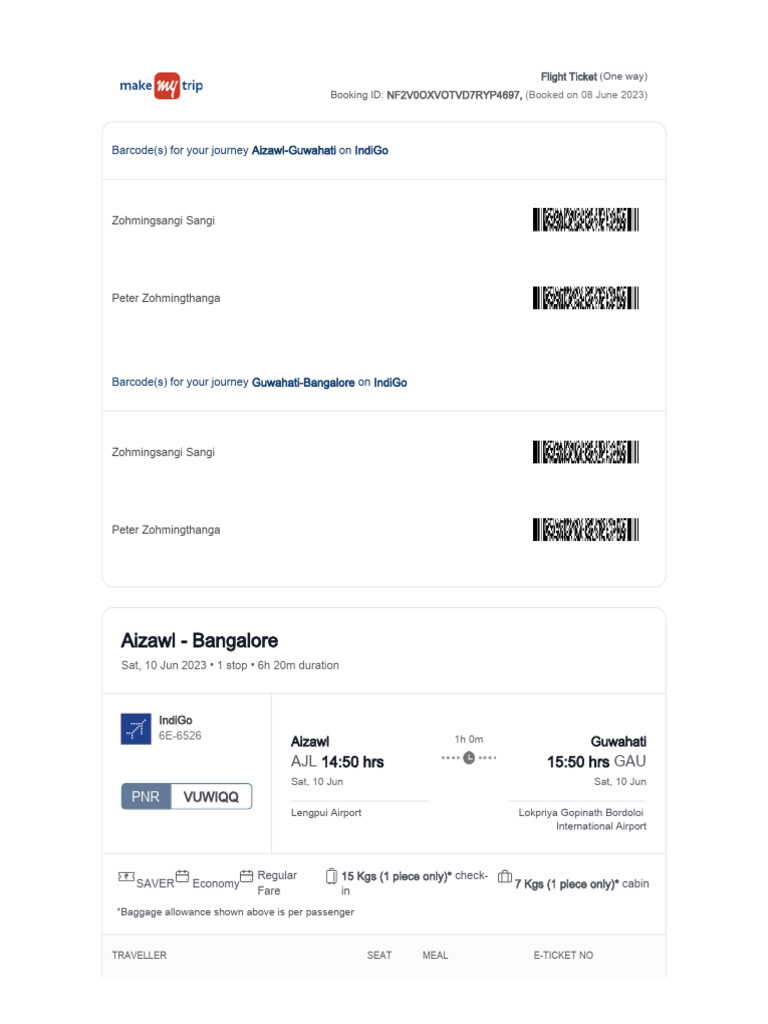 make my trip
Flight Ticket (One way)
Booking ID: NF2V0OXVOTVD7RYP4697, (Booked on 08 June 2023)
Barcode(s) for your journey Aizawl-Guwahati on IndiGo
Zohmingsangi Sangi
Peter Zohmingthanga
Barcode(s) for your journey Guwahati-Bangalore on IndiGo
Zohmingsangi Sangi
Peter Zohmingthanga
Aizawl - Bangalore
Sat, 10 Jun 2023 • 1 stop • 6h 20m duration
IndiGo
6E-6526
PNR VUWIQQ
Aizawl
AJL 14:50 hrs
Sat, 10 Jun
Lengpui Airport
1h 0m
Guwahati
15:50 hrs GAU
Sat, 10 Jun
Lokpriya Gopinath Bordoloi
International Airport
SAVER
Economy
Regular
Fare
15 Kgs (1 piece only)* check-
in
7 Kgs (1 piece only)* cabin
*Baggage allowance shown above is per passenger
TRAVELLER SEAT MEAL E-TICKET NO